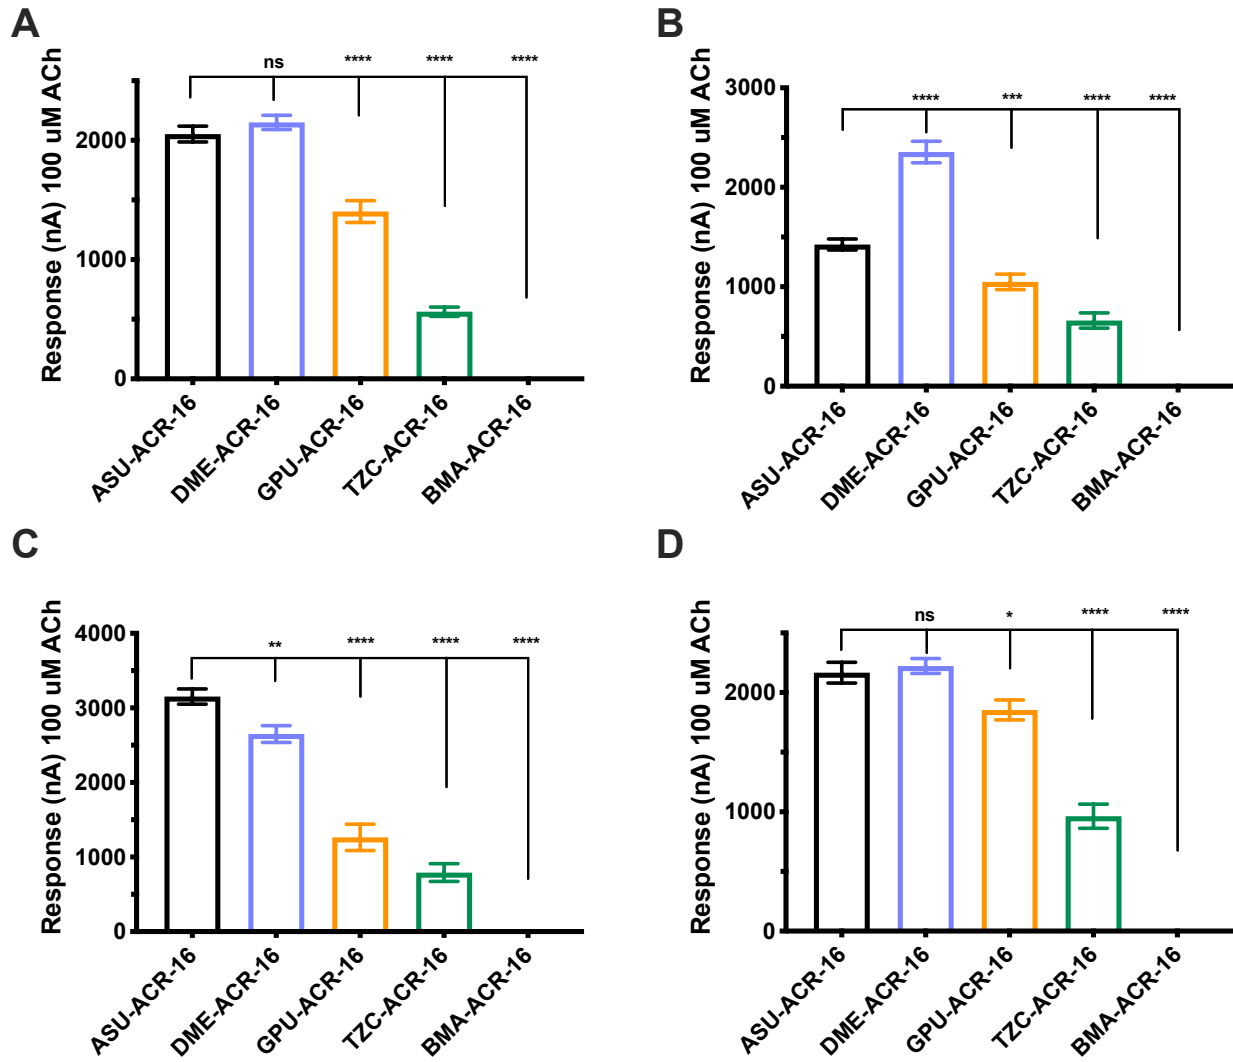 A
Response (nA) 100 uM ACh
ns
****
****
****
2000
1000
0
ASU-ACR-16
DME-ACR-16
GPU-ACR-16
TZC-ACR-16
BMA-ACR-16
B
Response (nA) 100 uM ACh
****
***
****
****
3000
2000
1000
0
ASU-ACR-16
DME-ACR-16
GPU-ACR-16
TZC-ACR-16
BMA-ACR-16
C
Response (nA) 100 uM ACh
**
****
****
****
4000
3000
2000
1000
0
ASU-ACR-16
DME-ACR-16
GPU-ACR-16
TZC-ACR-16
BMA-ACR-16
D
Response (nA) 100 uM ACh
ns
*
****
****
2000
1000
0
ASU-ACR-16
DME-ACR-16
GPU-ACR-16
TZC-ACR-16
BMA-ACR-16